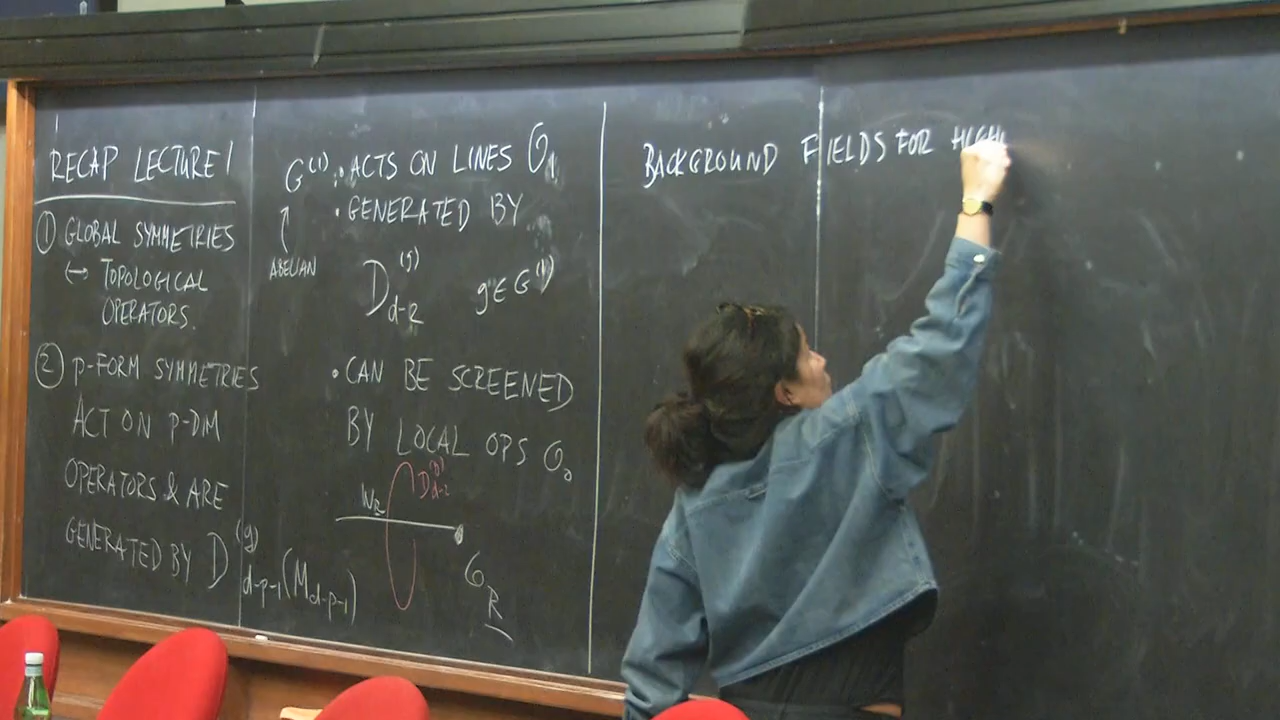 RECAP LECTURE 1
① GLOBAL SYMMETRIES
↔ TOPOLOGICAL
OPERATORS.
② P-FORM SYMMETRIES
ACT ON P-DIM
OPERATORS & ARE
GENERATED BY D^(g)_{d-p-1}(M_{d-p-1})
G^(1) : • ACTS ON LINES O_1
• GENERATED BY
ABELIAN
D^(g)_{d-2} g ∈ G^(1)
• CAN BE SCREENED
BY LOCAL OPS O_0
W_R D^(g)_{d-2}
O_R
BACKGROUND FIELDS FOR HIGH